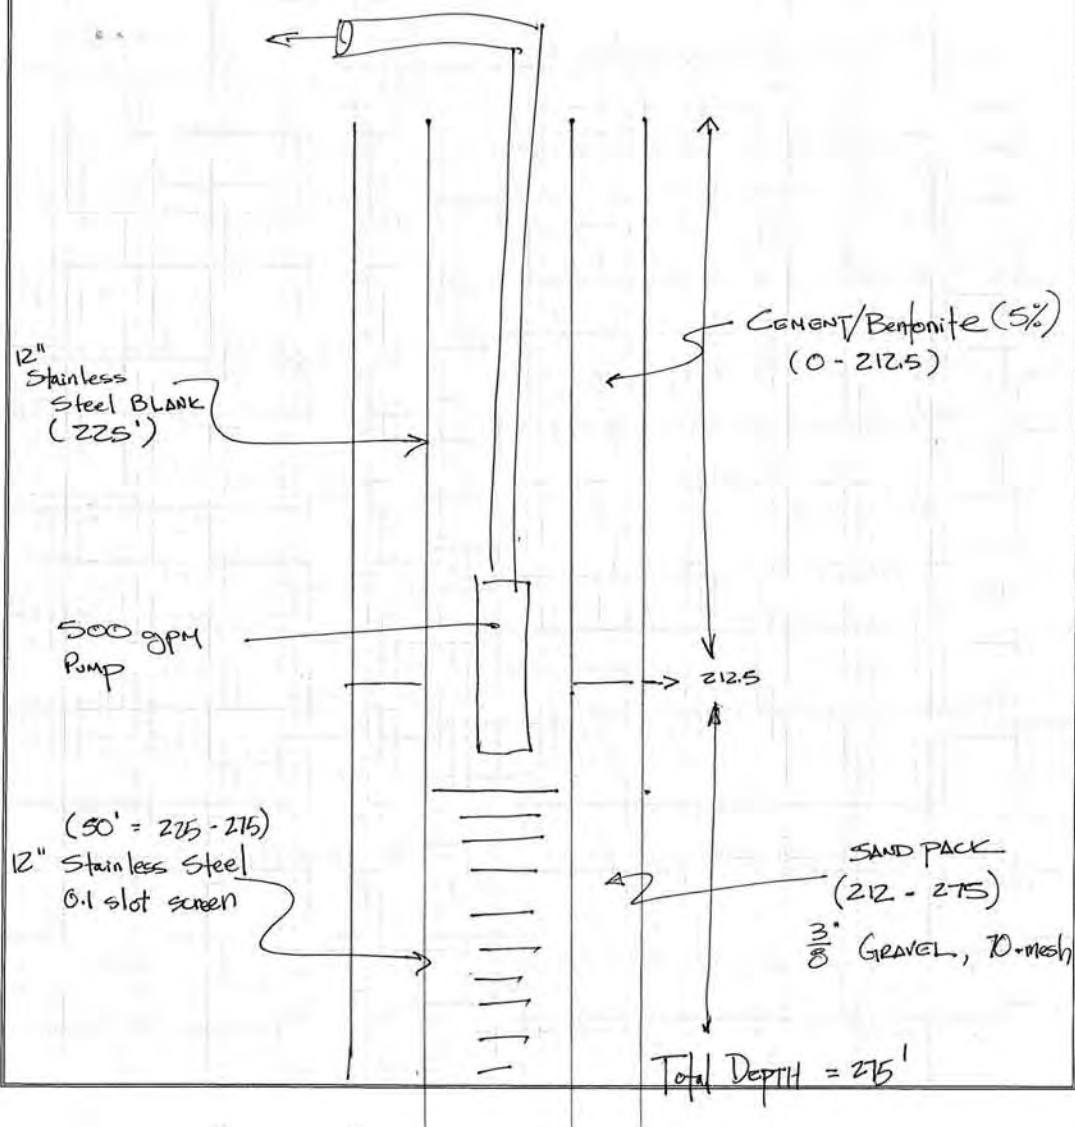 CEMENT/Bentonite (5%)
(0 - 212.5)
12"
Stainless
Steel BLANK
(225')
500 gpm
Pump
212.5
(50' = 225 - 275)
12" Stainless Steel
0.1 slot screen
SAND PACK
(212 - 275)
3/8" GRAVEL, 70-mesh
Total DEPTH = 275'